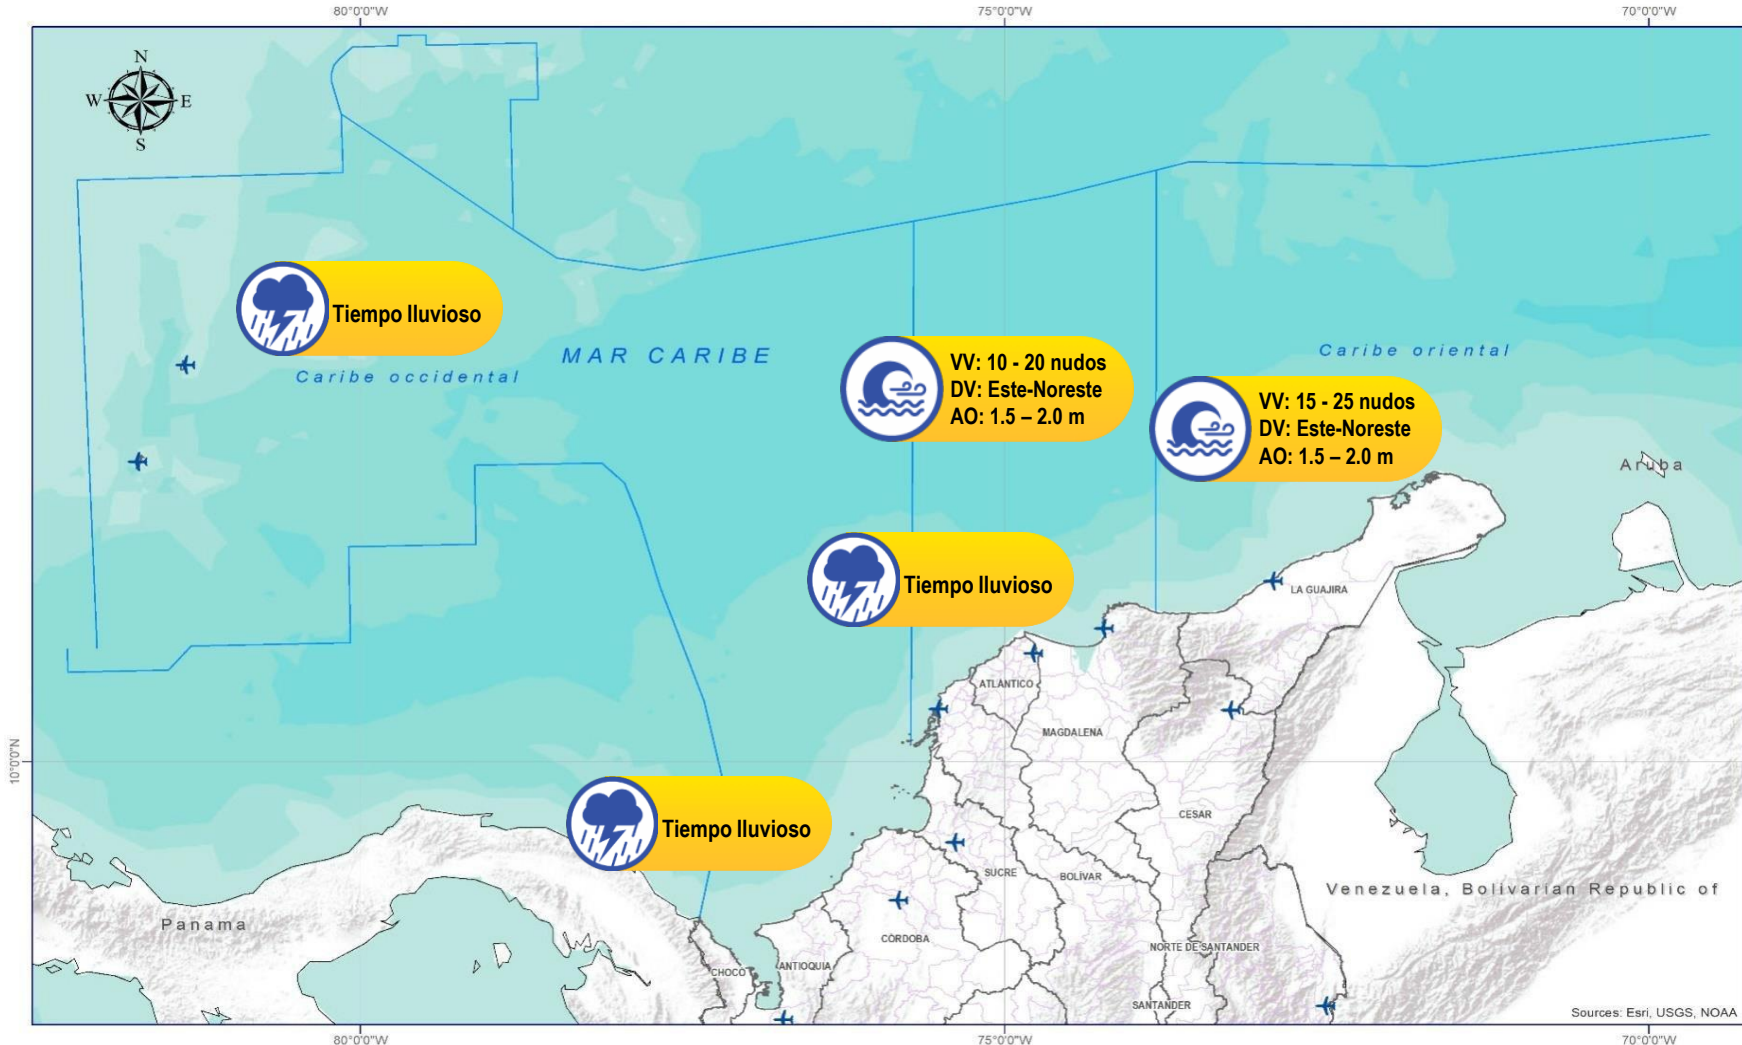 80°0'0"W
75°0'0"W
70°0'0"W
N
W
E
S
Tiempo lluvioso
MAR CARIBE
Caribe occidental
VV: 10 - 20 nudos
DV: Este-Noreste
AO: 1.5 – 2.0 m
Caribe oriental
VV: 15 - 25 nudos
DV: Este-Noreste
AO: 1.5 – 2.0 m
Aruba
Tiempo lluvioso
LA GUAJIRA
ATLÁNTICO
MAGDALENA
10°0'0"N
CESAR
Tiempo lluvioso
SUCRE
BOLÍVAR
Venezuela, Bolivarian Republic of
Panama
CÓRDOBA
NORTE DE SANTANDER
CHOCÓ
ANTIOQUIA
SANTANDER
Sources: Esri, USGS, NOAA
80°0'0"W
75°0'0"W
70°0'0"W